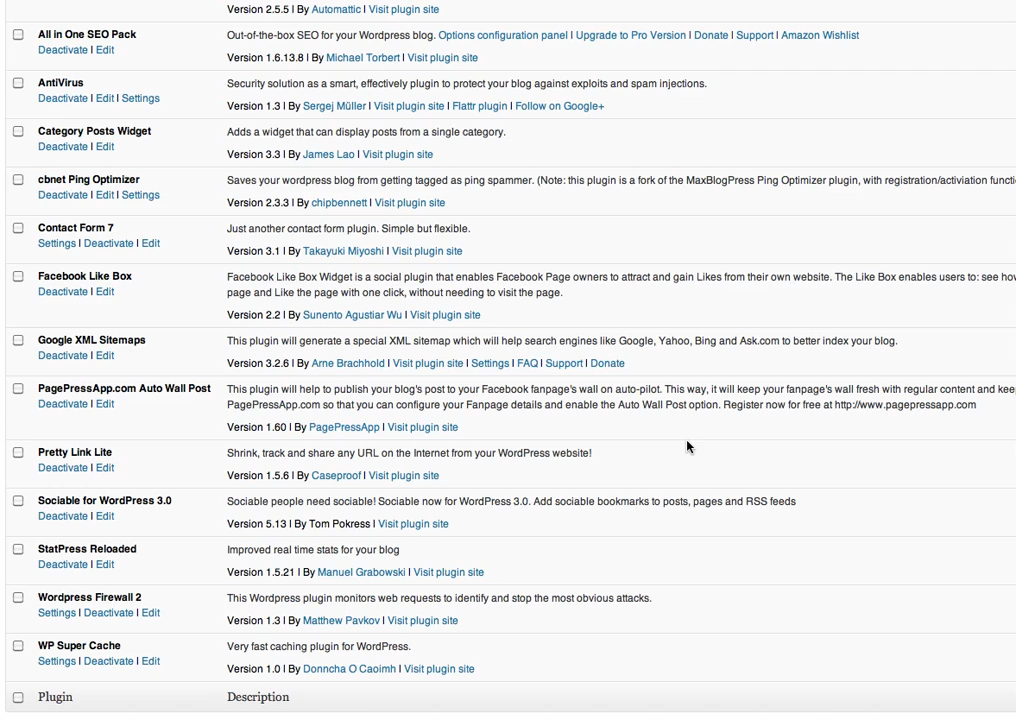 Version 2.5.5 | By Automattic | Visit plugin site
All in One SEO Pack
Out-of-the-box SEO for your Wordpress blog. Options configuration panel | Upgrade to Pro Version | Donate | Support | Amazon Wishlist
Deactivate | Edit
Version 1.6.13.8 | By Michael Torbert | Visit plugin site
AntiVirus
Security solution as a smart, effectively plugin to protect your blog against exploits and spam injections.
Deactivate | Edit | Settings
Version 1.3 | By Sergej Müller | Visit plugin site | Flattr plugin | Follow on Google+
Category Posts Widget
Adds a widget that can display posts from a single category.
Deactivate | Edit
Version 3.3 | By James Lao | Visit plugin site
cbnet Ping Optimizer
Saves your wordpress blog from getting tagged as ping spammer. (Note: this plugin is a fork of the MaxBlogPress Ping Optimizer plugin, with registration/activiation functi
Deactivate | Edit | Settings
Version 2.3.3 | By chipbennett | Visit plugin site
Contact Form 7
Just another contact form plugin. Simple but flexible.
Settings | Deactivate | Edit
Version 3.1 | By Takayuki Miyoshi | Visit plugin site
Facebook Like Box
Facebook Like Box Widget is a social plugin that enables Facebook Page owners to attract and gain Likes from their own website. The Like Box enables users to: see how
Deactivate | Edit
page and Like the page with one click, without needing to visit the page.
Version 2.2 | By Sunento Agustiar Wu | Visit plugin site
Google XML Sitemaps
This plugin will generate a special XML sitemap which will help search engines like Google, Yahoo, Bing and Ask.com to better index your blog.
Deactivate | Edit
Version 3.2.6 | By Arne Brachhold | Visit plugin site | Settings | FAQ | Support | Donate
PagePressApp.com Auto Wall Post
This plugin will help to publish your blog's post to your Facebook fanpage's wall on auto-pilot. This way, it will keep your fanpage's wall fresh with regular content and kee
Deactivate | Edit
PagePressApp.com so that you can configure your Fanpage details and enable the Auto Wall Post option. Register now for free at http://www.pagepressapp.com
Version 1.60 | By PagePressApp | Visit plugin site
Pretty Link Lite
Shrink, track and share any URL on the Internet from your WordPress website!
Deactivate | Edit
Version 1.5.6 | By Caseproof | Visit plugin site
Sociable for WordPress 3.0
Sociable people need sociable! Sociable now for WordPress 3.0. Add sociable bookmarks to posts, pages and RSS feeds
Deactivate | Edit
Version 5.13 | By Tom Pokress | Visit plugin site
StatPress Reloaded
Improved real time stats for your blog
Deactivate | Edit
Version 1.5.21 | By Manuel Grabowski | Visit plugin site
Wordpress Firewall 2
This Wordpress plugin monitors web requests to identify and stop the most obvious attacks.
Settings | Deactivate | Edit
Version 1.3 | By Matthew Pavkov | Visit plugin site
WP Super Cache
Very fast caching plugin for WordPress.
Settings | Deactivate | Edit
Version 1.0 | By Donncha O Caoimh | Visit plugin site
Plugin
Description